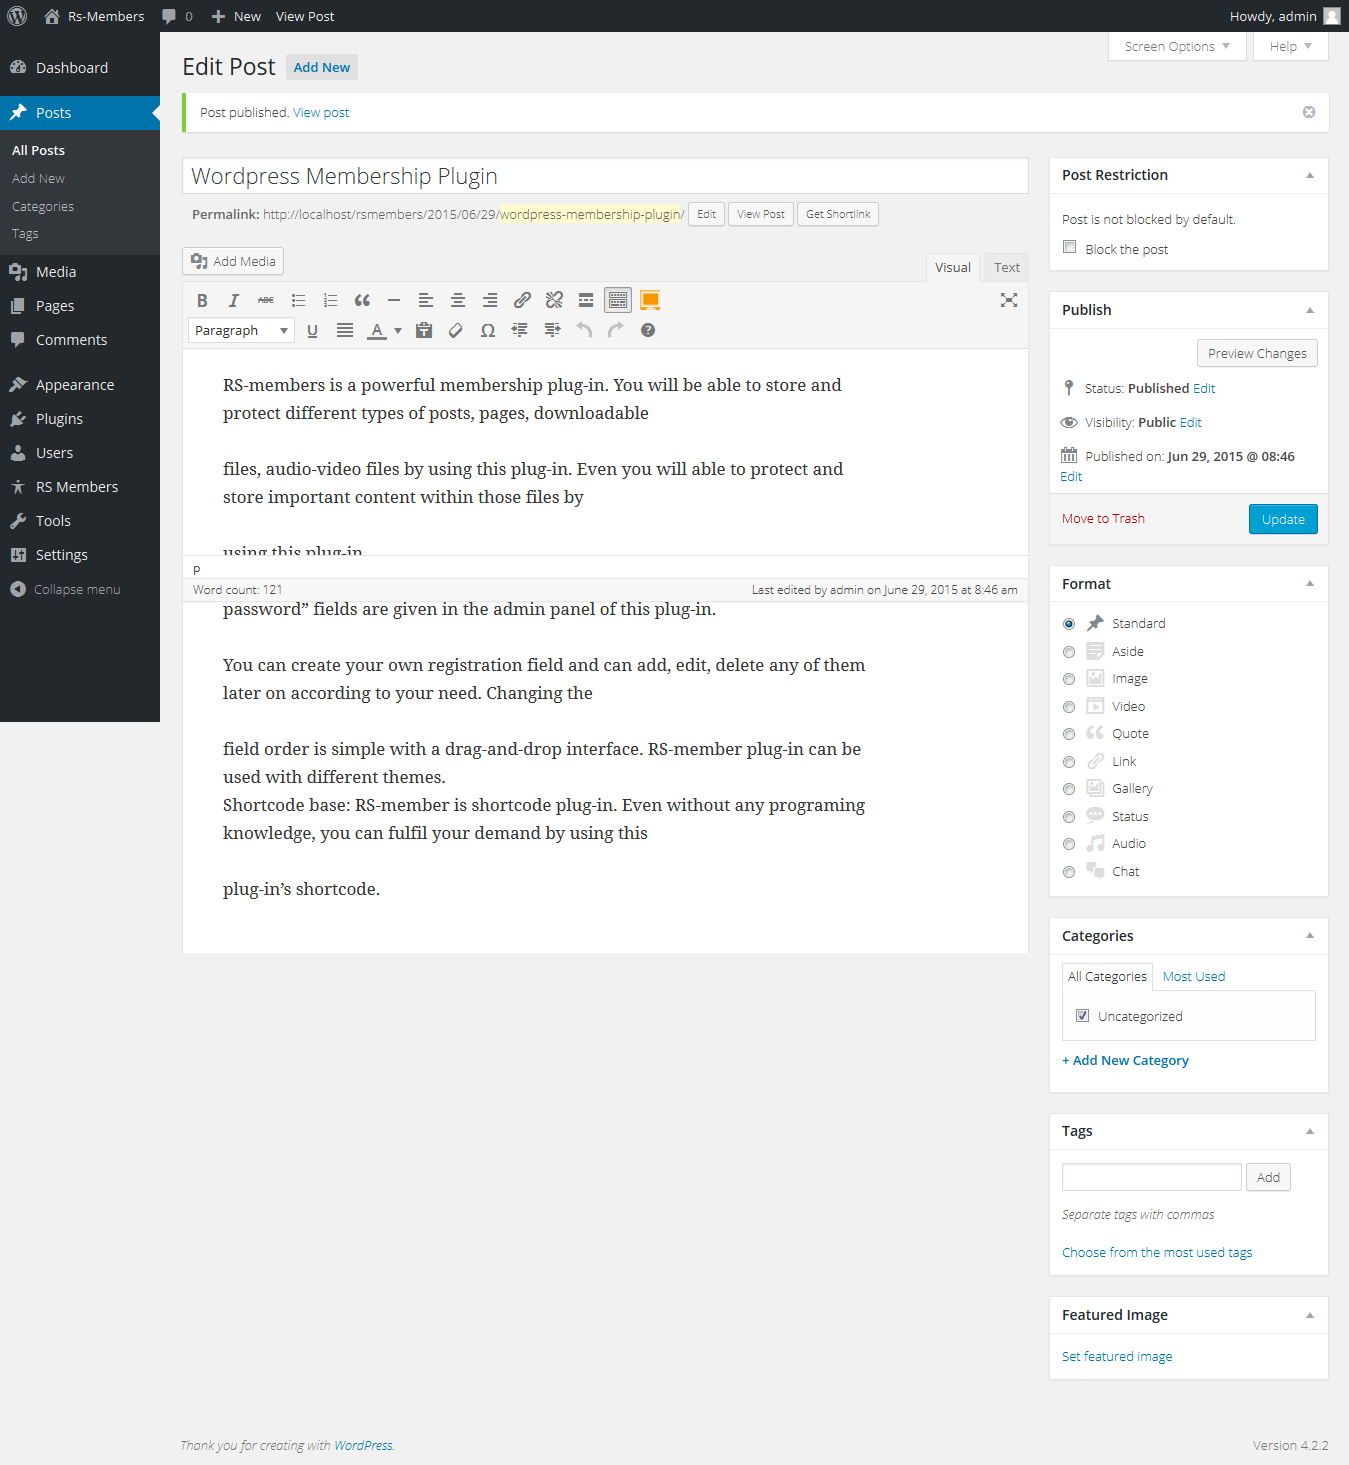 Rs-Members 0 New View Post Howdy, admin
Screen Options Help
Dashboard
Posts
All Posts
Add New
Categories
Tags
Media
Pages
Comments
Appearance
Plugins
Users
RS Members
Tools
Settings
Collapse menu
Edit Post Add New
Post published. View post
Wordpress Membership Plugin
Permalink: http://localhost/rsmembers/2015/06/29/wordpress-membership-plugin/ Edit View Post Get Shortlink
Add Media
Visual Text
B I ABC
Paragraph U A Ω
RS-members is a powerful membership plug-in. You will be able to store and
protect different types of posts, pages, downloadable
files, audio-video files by using this plug-in. Even you will able to protect and
store important content within those files by
using this plug-in
p
Word count: 121 Last edited by admin on June 29, 2015 at 8:46 am
password” fields are given in the admin panel of this plug-in.
You can create your own registration field and can add, edit, delete any of them
later on according to your need. Changing the
field order is simple with a drag-and-drop interface. RS-member plug-in can be
used with different themes.
Shortcode base: RS-member is shortcode plug-in. Even without any programing
knowledge, you can fulfil your demand by using this
plug-in’s shortcode.
Post Restriction
Post is not blocked by default.
Block the post
Publish
Preview Changes
Status: Published Edit
Visibility: Public Edit
Published on: Jun 29, 2015 @ 08:46
Edit
Move to Trash Update
Format
Standard
Aside
Image
Video
Quote
Link
Gallery
Status
Audio
Chat
Categories
All Categories Most Used
Uncategorized
+ Add New Category
Tags
Add
Separate tags with commas
Choose from the most used tags
Featured Image
Set featured image
Thank you for creating with WordPress. Version 4.2.2